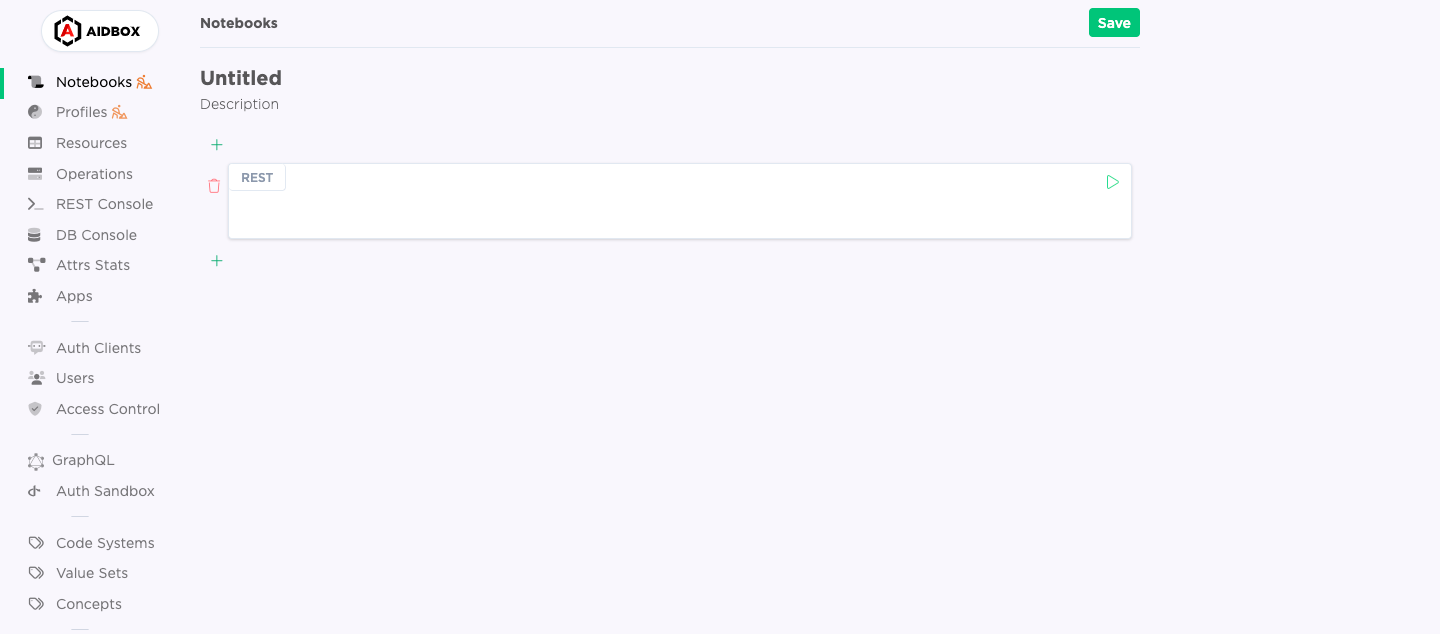 AIDBOX
Notebooks
Profiles
Resources
Operations
REST Console
DB Console
Attrs Stats
Apps
Auth Clients
Users
Access Control
GraphQL
Auth Sandbox
Code Systems
Value Sets
Concepts
Notebooks
Save
Untitled
Description
REST